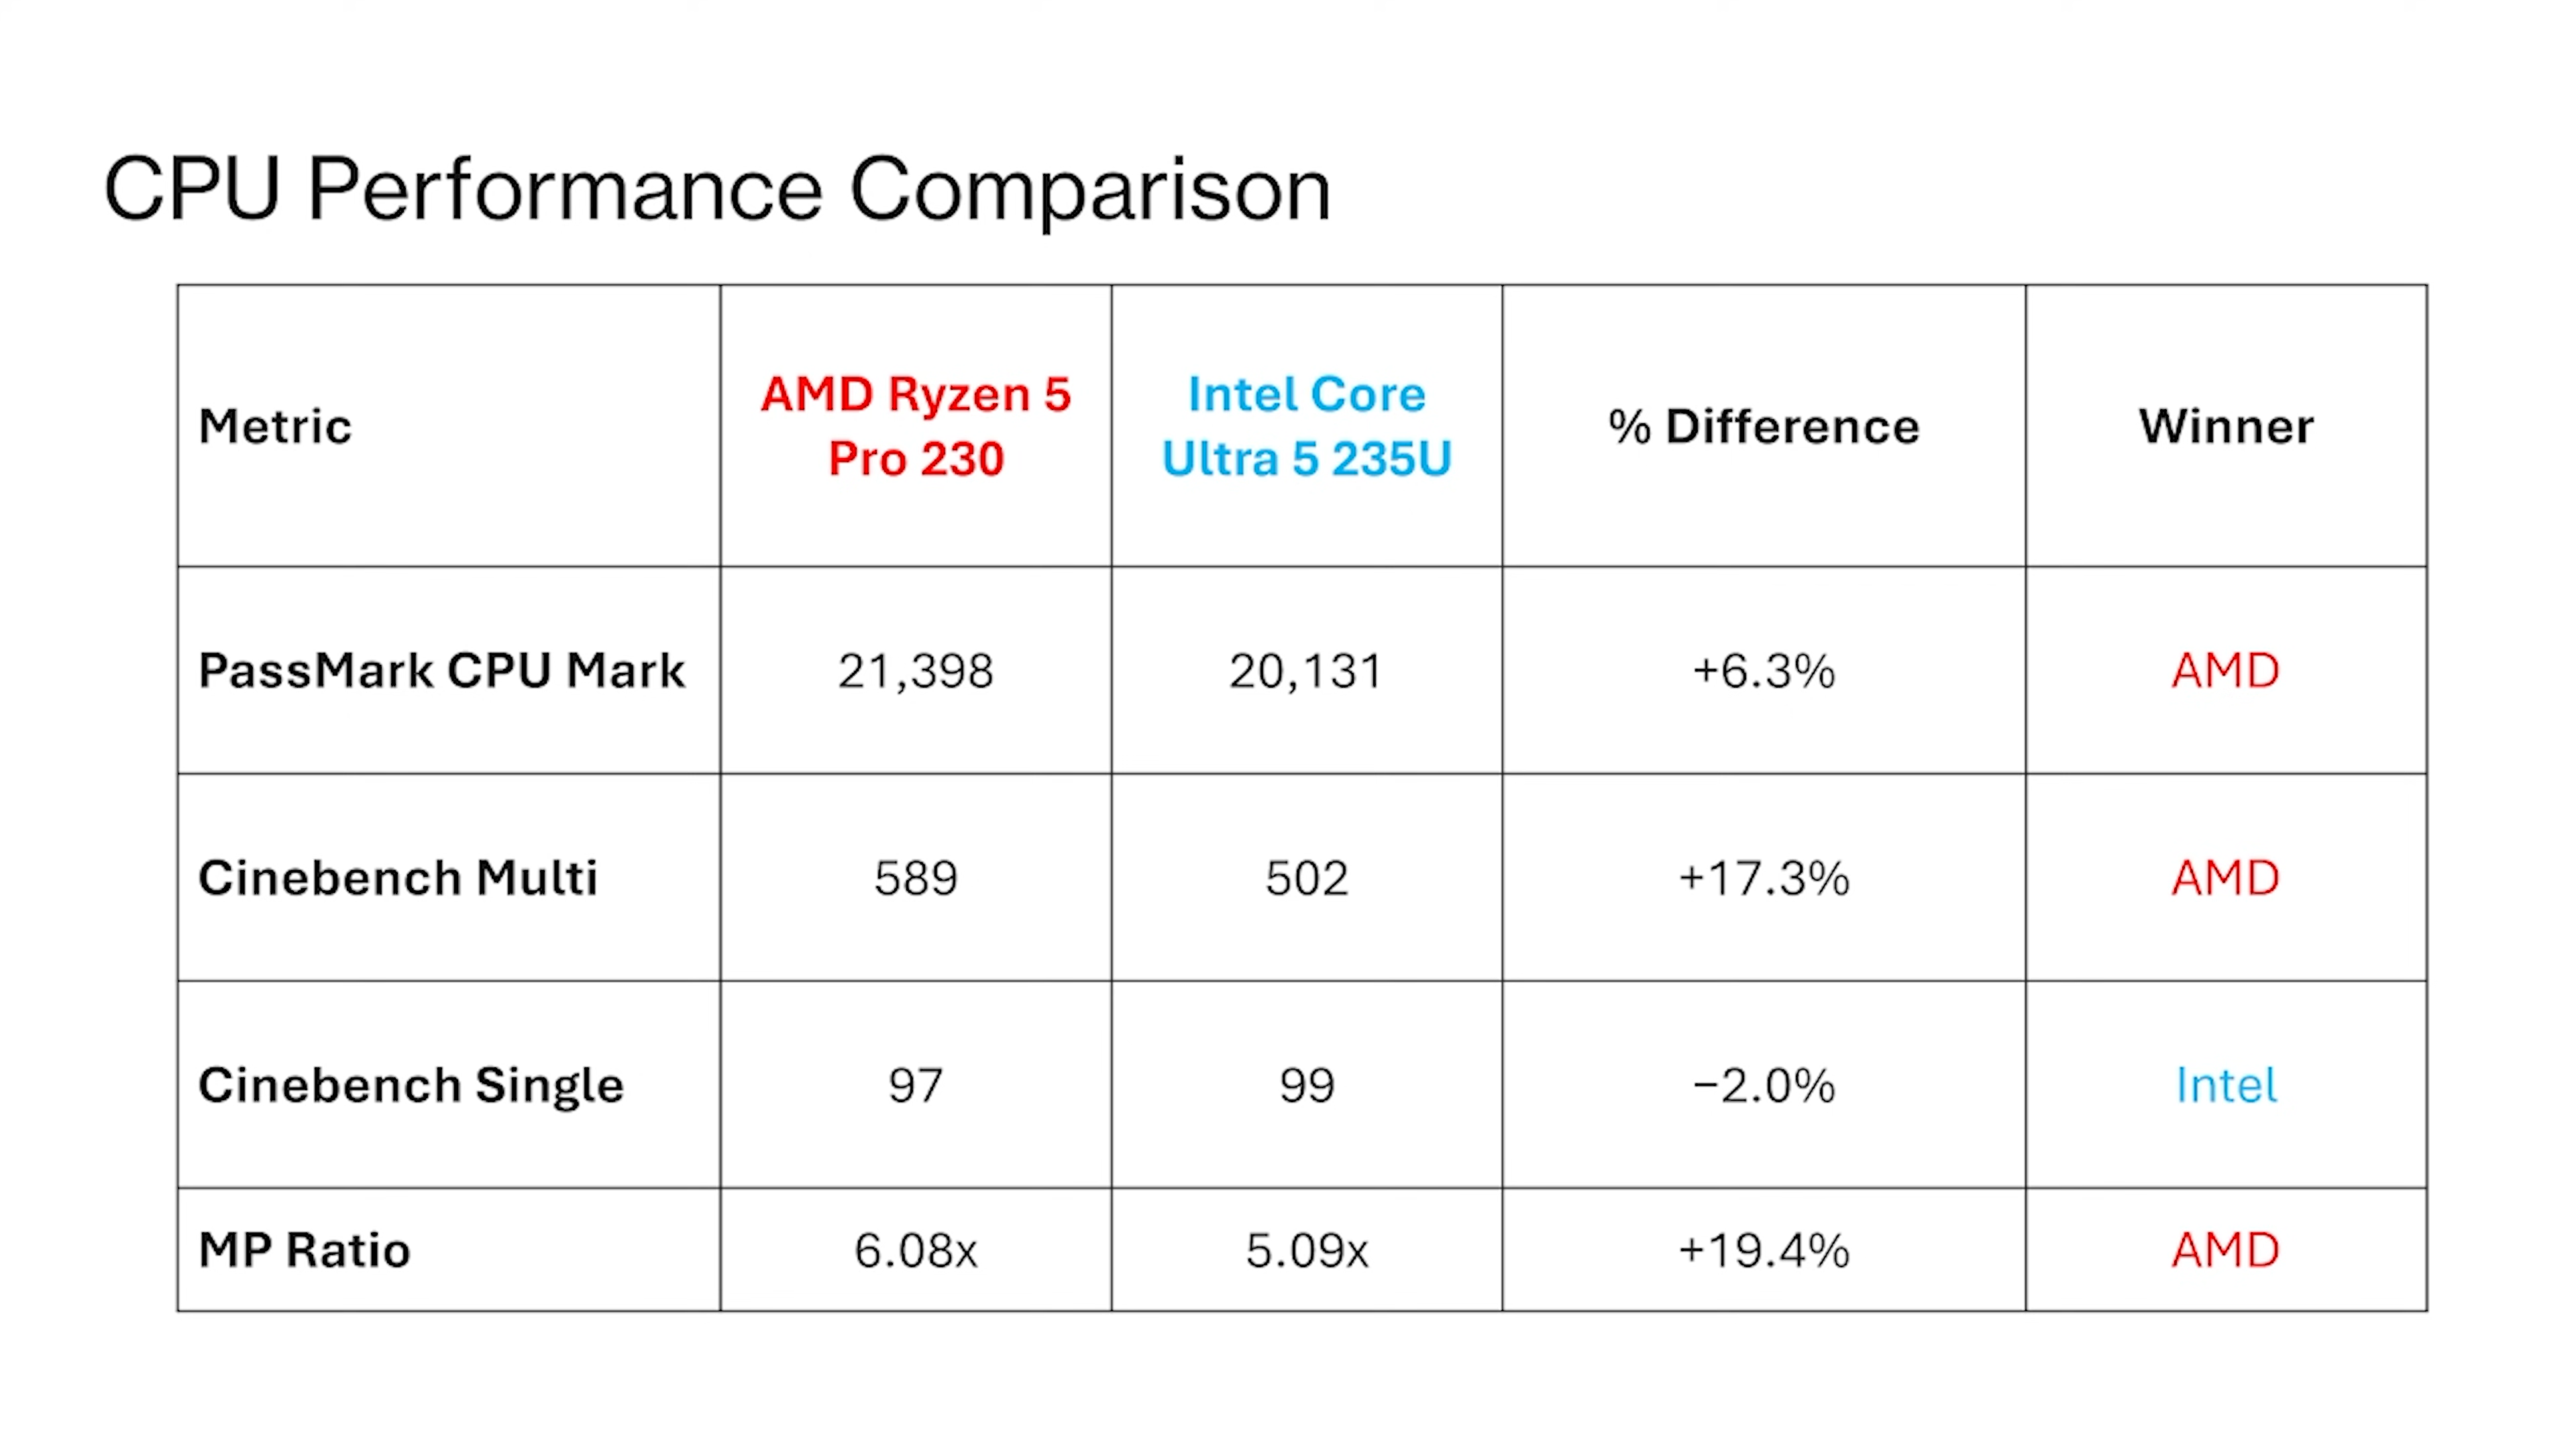 CPU Performance Comparison
Metric
AMD Ryzen 5
Pro 230
Intel Core
Ultra 5 235U
% Difference
Winner
PassMark CPU Mark
21,398
20,131
+6.3%
AMD
Cinebench Multi
589
502
+17.3%
AMD
Cinebench Single
97
99
−2.0%
Intel
MP Ratio
6.08x
5.09x
+19.4%
AMD